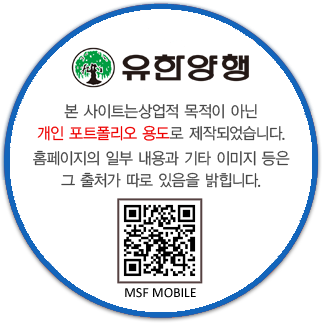 유한양행
본 사이트는상업적 목적이 아닌
개인 포트폴리오 용도로 제작되었습니다.
홈페이지의 일부 내용과 기타 이미지 등은
그 출처가 따로 있음을 밝힙니다.
MSF MOBILE